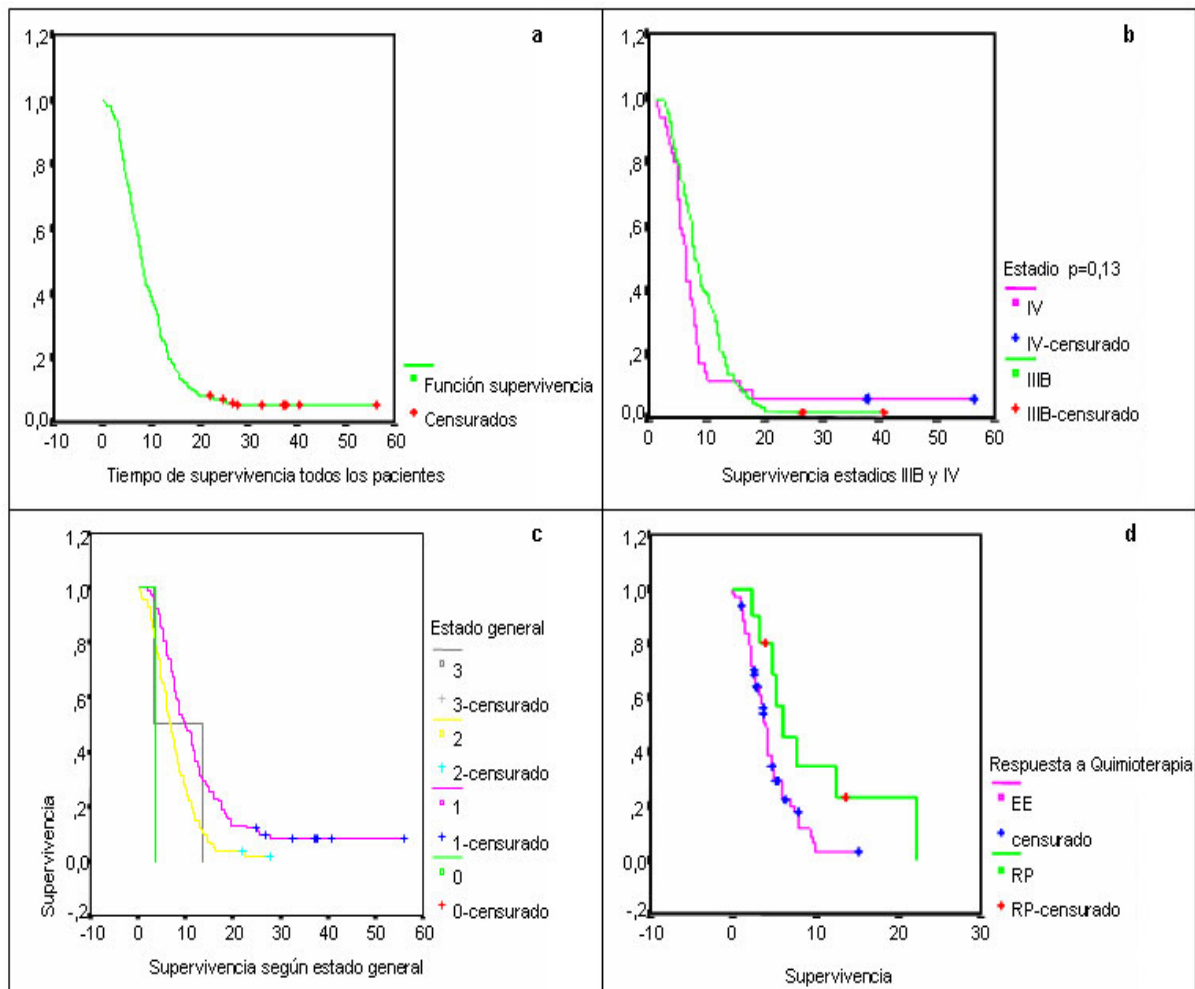 a
1,2
1,0
,8
,6
,4
,2
0,0
-10 0 10 20 30 40 50 60
Tiempo de supervivencia todos los pacientes
Función supervivencia
Censurados
b
1,2
1,0
,8
,6
,4
,2
0,0
0 10 20 30 40 50 60
Supervivencia estadios IIIB y IV
Estadio p=0,13
IV
IV-censurado
IIIB
IIIB-censurado
c
1,2
1,0
,8
,6
,4
,2
0,0
-,2
-10 0 10 20 30 40 50 60
Supervivencia
Supervivencia según estado general
Estado general
3
3-censurado
2
2-censurado
1
1-censurado
0
0-censurado
d
1,2
1,0
,8
,6
,4
,2
0,0
-,2
-10 0 10 20 30
Supervivencia
Respuesta a Quimioterapia
EE
censurado
RP
RP-censurado